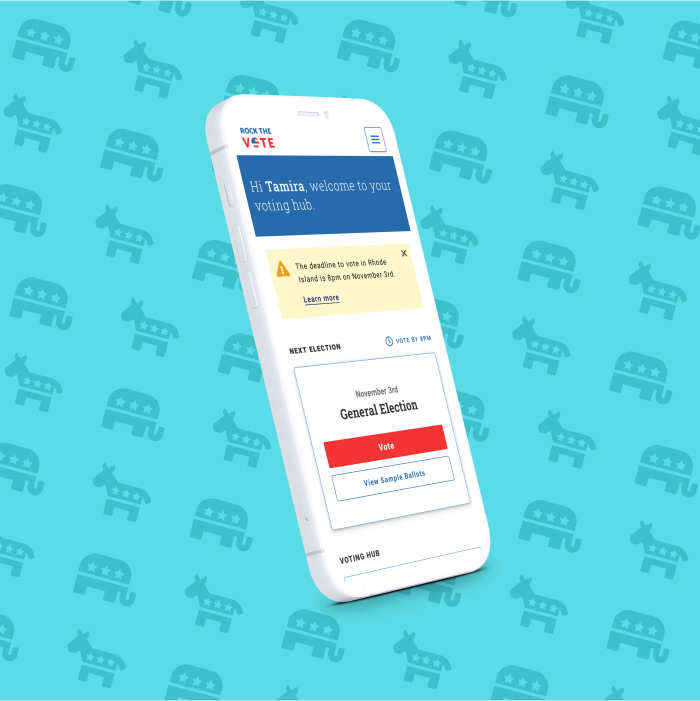 ROCK THE
VOTE
Hi Tamira, welcome to your
voting hub.
The deadline to vote in Rhode
Island is 8pm on November 3rd.
Learn more
NEXT ELECTION
VOTE BY 8PM
November 3rd
General Election
Vote
View Sample Ballots
VOTING HUB